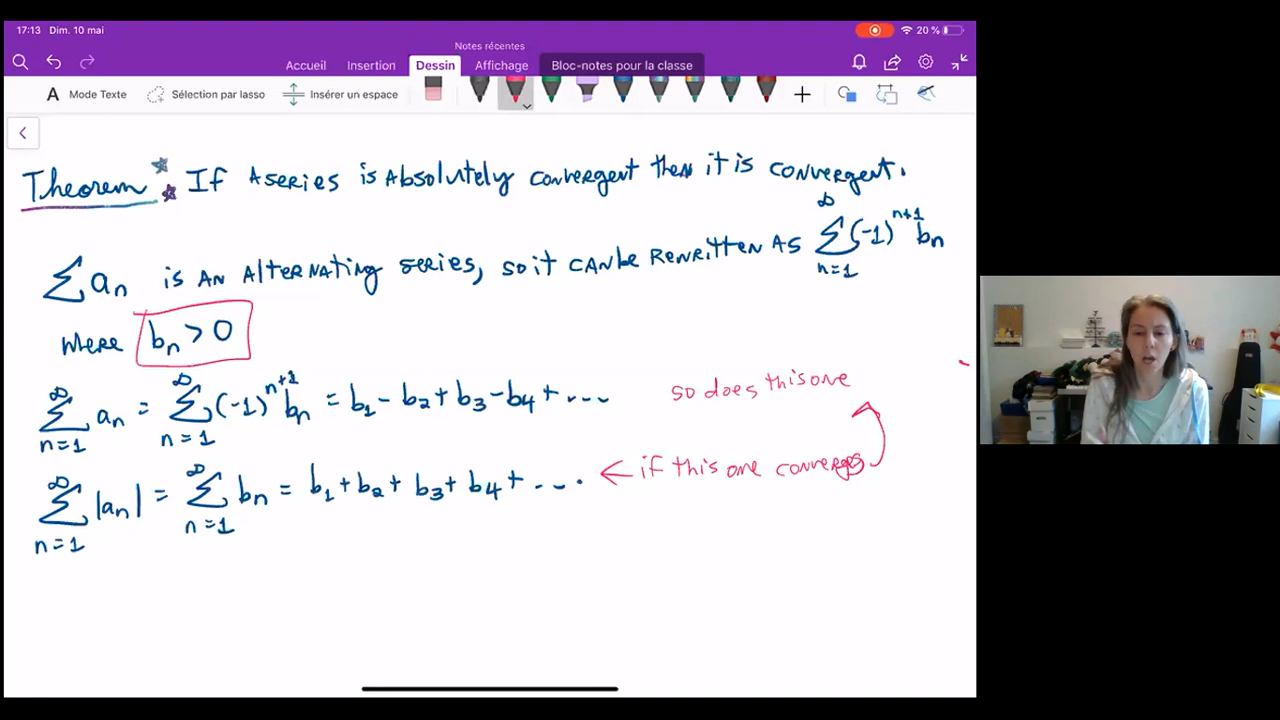 17:13 Dim. 10 mai
20 %
Notes récentes
Accueil Insertion Dessin Affichage Bloc-notes pour la classe
A Mode Texte Sélection par lasso Insérer un espace
Theorem If A series is Absolutely convergent then it is convergent.
∑ aₙ is AN Alternating series, so it CAN be Rewritten As ∑_{n=1}^{∞} (-1)^{n+1} bₙ
where bₙ > 0
∑_{n=1}^{∞} aₙ = ∑_{n=1}^{∞} (-1)^{n+1} bₙ = b₁ - b₂ + b₃ - b₄ + ...
so does this one
∑_{n=1}^{∞} |aₙ| = ∑_{n=1}^{∞} bₙ = b₁ + b₂ + b₃ + b₄ + ....
← if this one converges